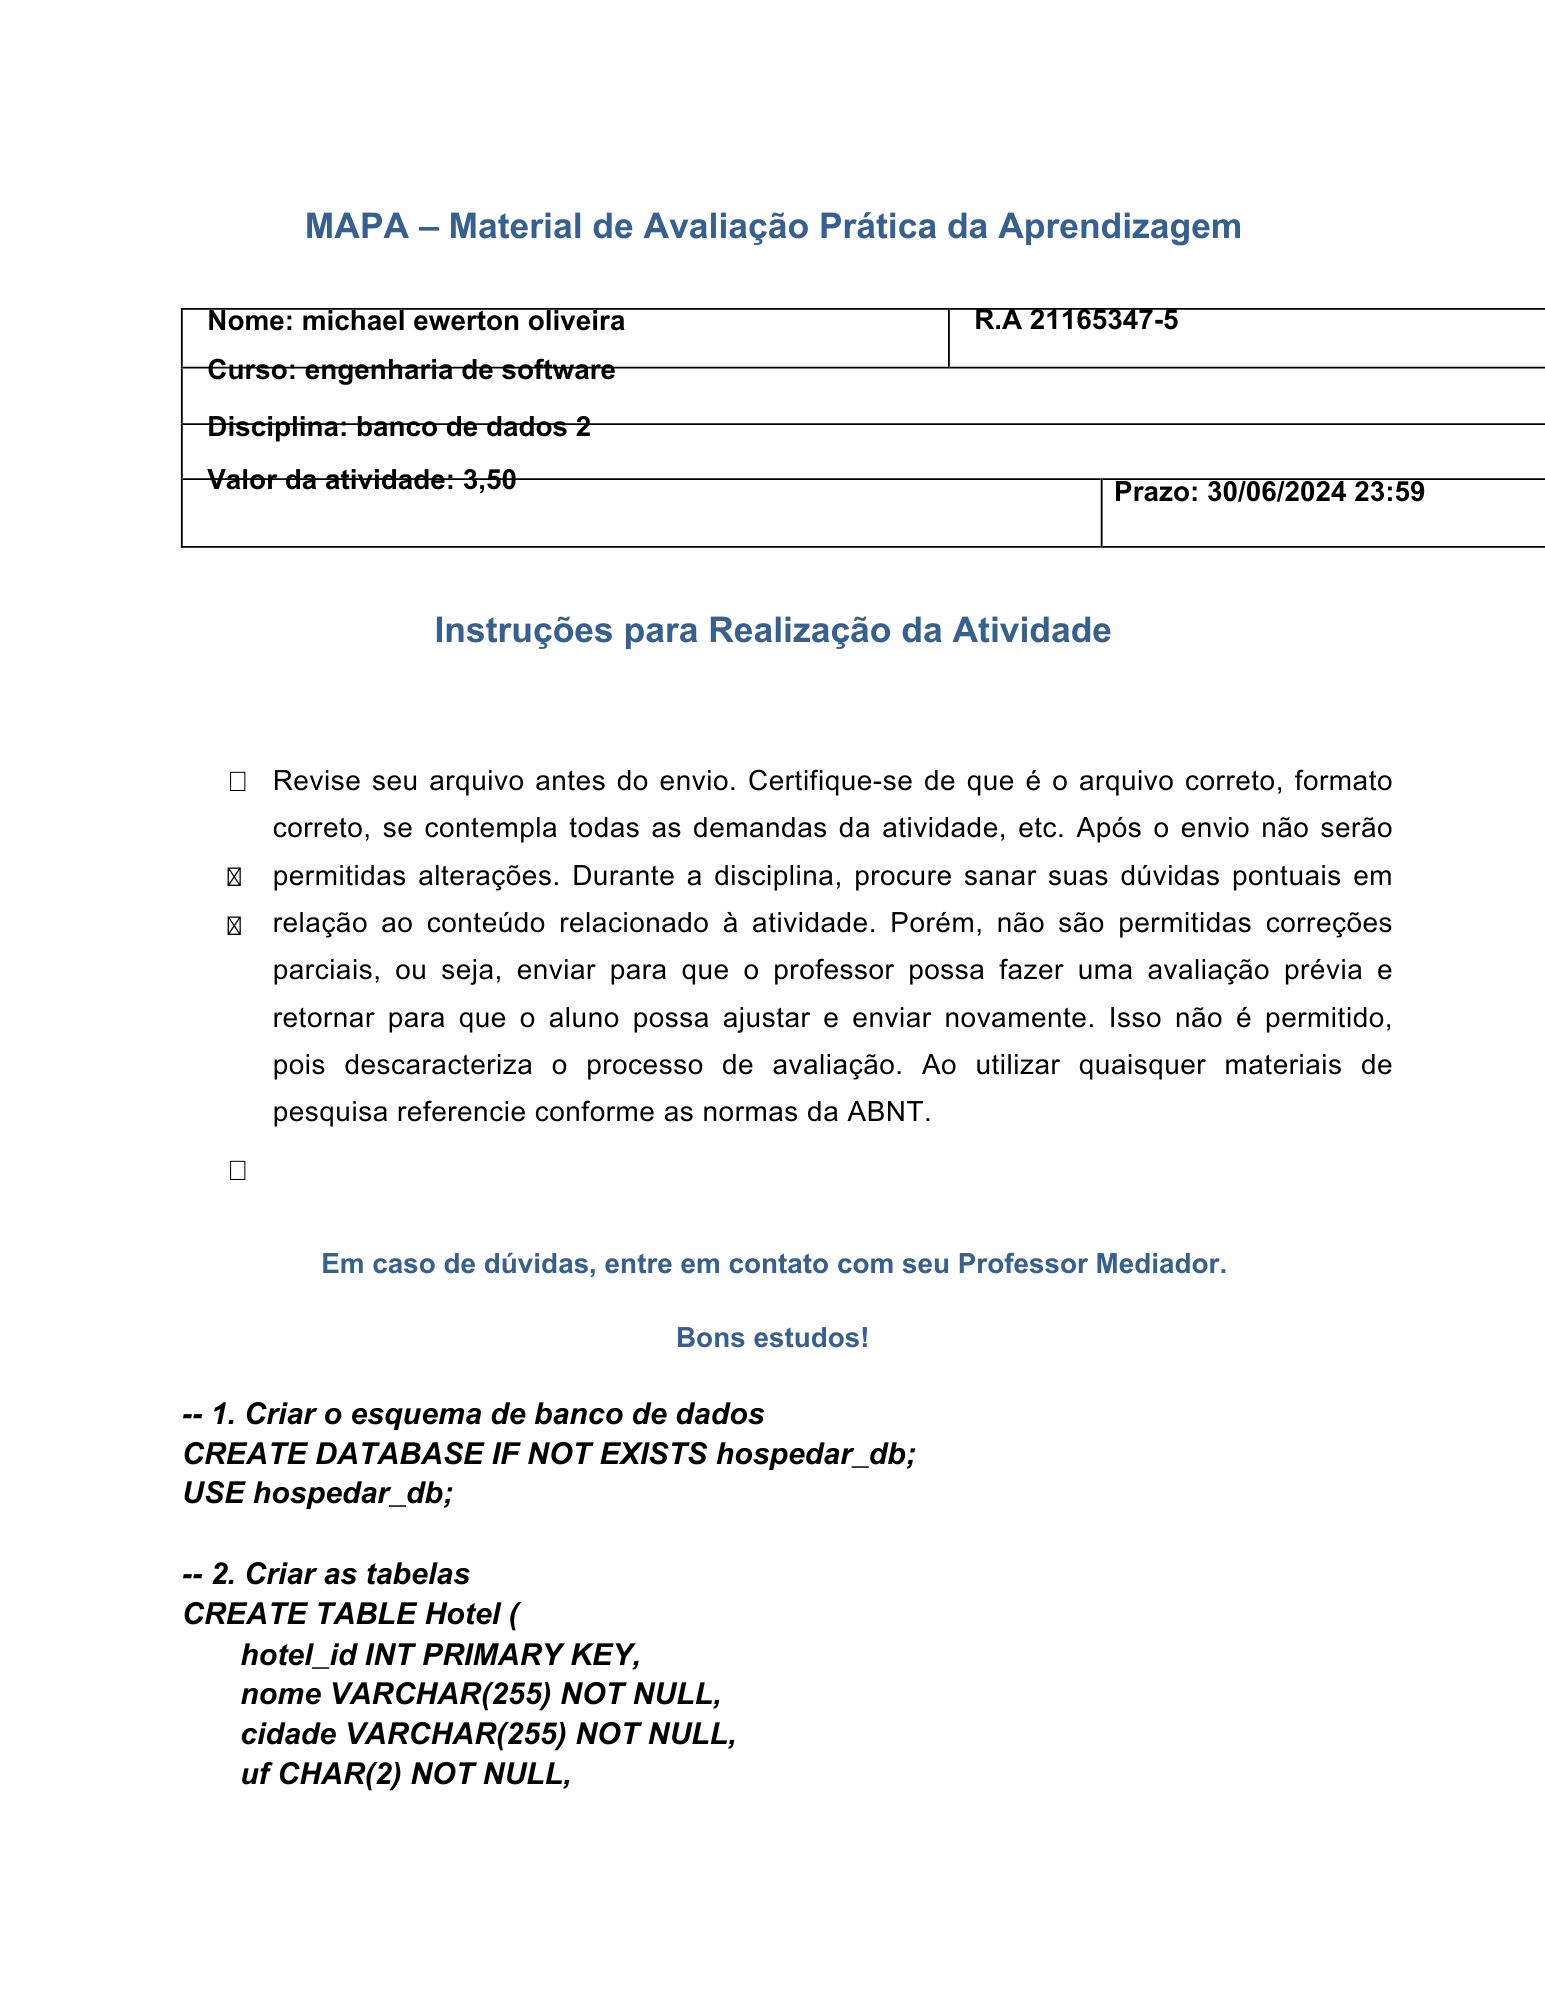 MAPA – Material de Avaliação Prática da Aprendizagem
Nome: michael ewerton oliveira
R.A 21165347-5
Curso: engenharia de software
Disciplina: banco de dados 2
Valor da atividade: 3,50
Prazo: 30/06/2024 23:59
Instruções para Realização da Atividade
Revise seu arquivo antes do envio. Certifique-se de que é o arquivo correto, formato
correto, se contempla todas as demandas da atividade, etc. Após o envio não serão
permitidas alterações. Durante a disciplina, procure sanar suas dúvidas pontuais em
relação ao conteúdo relacionado à atividade. Porém, não são permitidas correções
parciais, ou seja, enviar para que o professor possa fazer uma avaliação prévia e
retornar para que o aluno possa ajustar e enviar novamente. Isso não é permitido,
pois descaracteriza o processo de avaliação. Ao utilizar quaisquer materiais de
pesquisa referencie conforme as normas da ABNT.
Em caso de dúvidas, entre em contato com seu Professor Mediador.
Bons estudos!
-- 1. Criar o esquema de banco de dados
CREATE DATABASE IF NOT EXISTS hospedar_db;
USE hospedar_db;
-- 2. Criar as tabelas
CREATE TABLE Hotel (
hotel_id INT PRIMARY KEY,
nome VARCHAR(255) NOT NULL,
cidade VARCHAR(255) NOT NULL,
uf CHAR(2) NOT NULL,